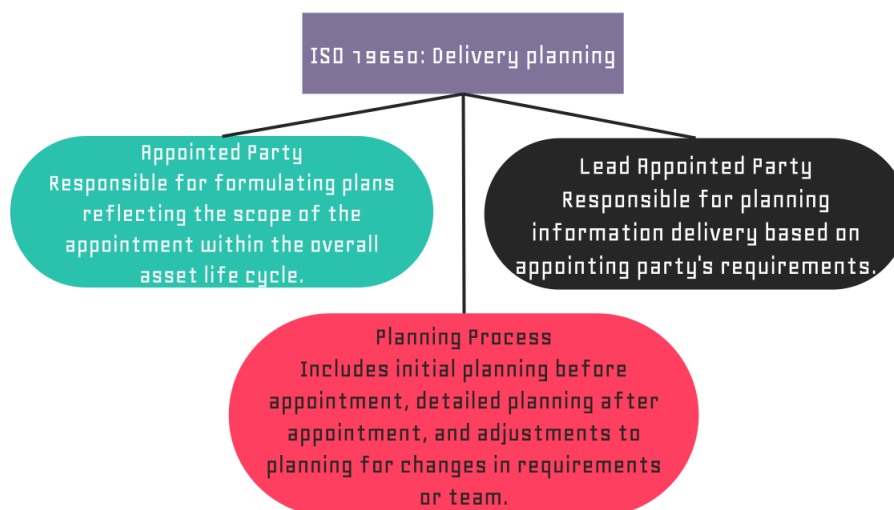 ISO 19650: Delivery planning
Appointed Party
Responsible for formulating plans
reflecting the scope of the
appointment within the overall
asset life cycle.
Lead Appointed Party
Responsible for planning
information delivery based on
appointing party's requirements.
Planning Process
Includes initial planning before
appointment, detailed planning after
appointment, and adjustments to
planning for changes in requirements
or team.